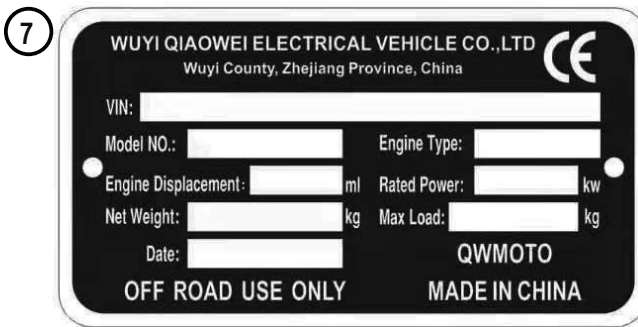 7
WUYI QIAOWEI ELECTRICAL VEHICLE CO.,LTD CE
Wuyi County, Zhejiang Province, China
VIN:
Model NO.: Engine Type:
Engine Displacement: ml Rated Power: kw
Net Weight: kg Max Load: kg
Date: QWMOTO
OFF ROAD USE ONLY MADE IN CHINA